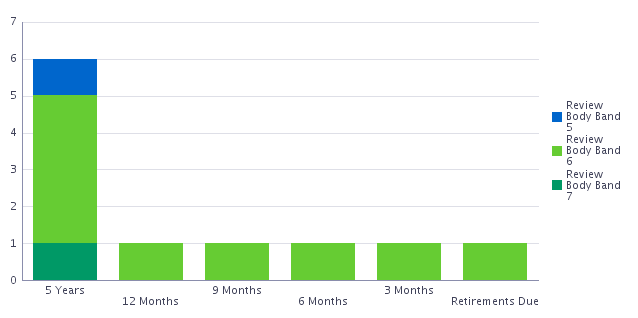 7
6
5
4
3
2
1
0
5 Years
12 Months
9 Months
6 Months
3 Months
Retirements Due
Review
Body Band
5
Review
Body Band
6
Review
Body Band
7